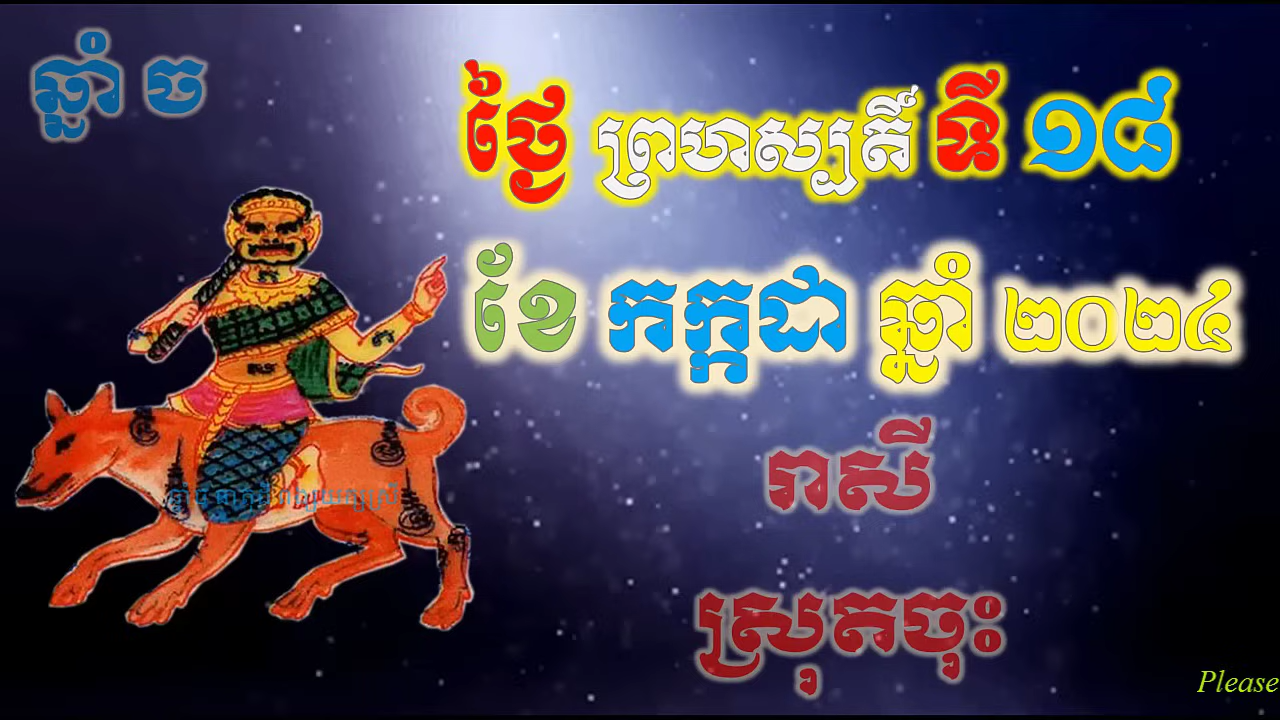 ឆ្នាំ ច
ថ្ងៃ ព្រហស្បតិ៍ ទី ១៨
ខែ កក្កដា ឆ្នាំ ២០២៤
រាសី
ស្រុតចុះ
Please